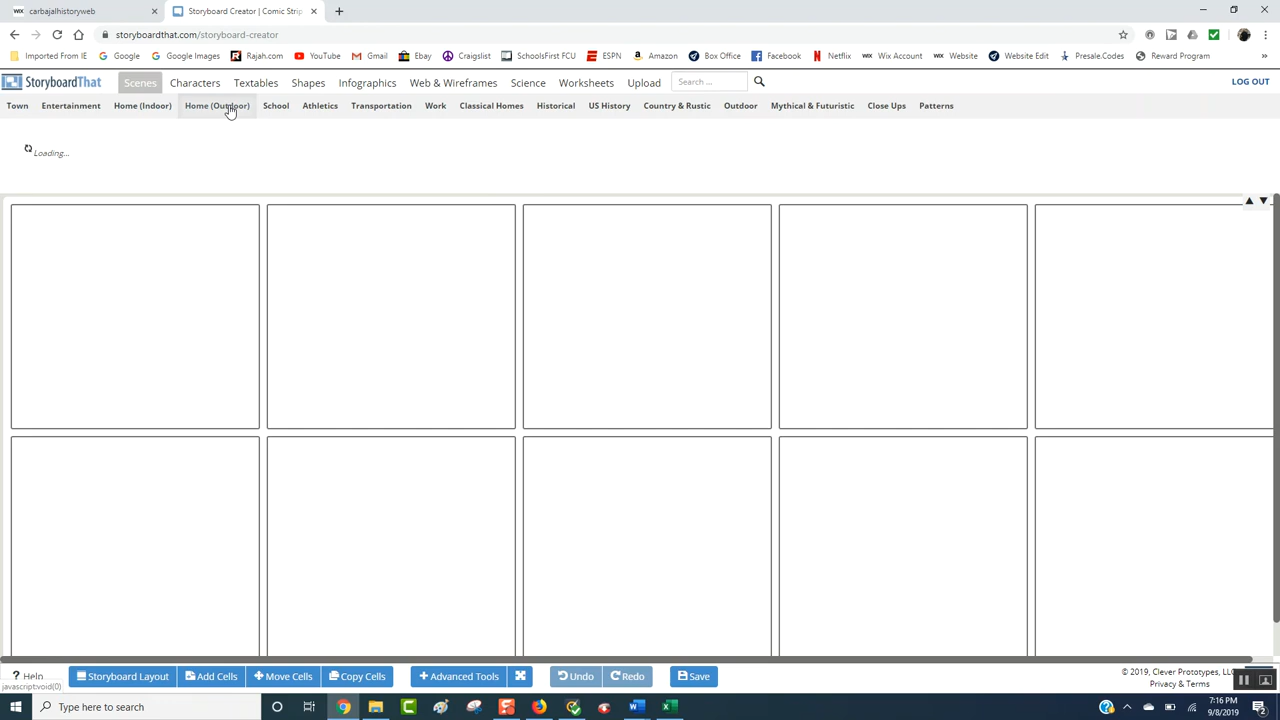 carbajalhistoryweb
Storyboard Creator | Comic Strip
storyboardthat.com/storyboard-creator
Imported From IE Google Google Images Rajah.com YouTube Gmail Ebay Craigslist SchoolsFirst FCU ESPN Amazon Box Office Facebook Netflix Wix Account Website Website Edit Presale.Codes Reward Program »
StoryboardThat Scenes Characters Textables Shapes Infographics Web & Wireframes Science Worksheets Upload Search ... LOG OUT
Town Entertainment Home (Indoor) Home (Outdoor) School Athletics Transportation Work Classical Homes Historical US History Country & Rustic Outdoor Mythical & Futuristic Close Ups Patterns
Loading...
? Help Storyboard Layout Add Cells Move Cells Copy Cells Advanced Tools Undo Redo Save
© 2019, Clever Prototypes, LL
Privacy & Terms
javascript:void(0)
Type here to search
7:16 PM
9/8/2019